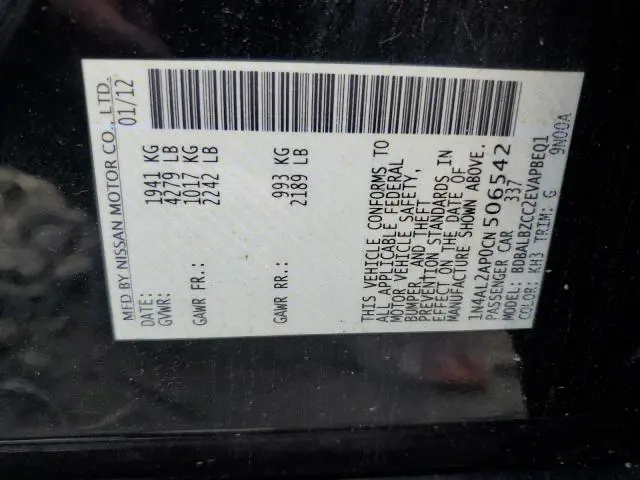 MFD BY NISSAN MOTOR CO., LTD.
DATE: 01/12
GVWR: 1941 KG
4279 LB
GAWR FR.: 1017 KG
2242 LB
GAWR RR.: 993 KG
2189 LB
THIS VEHICLE CONFORMS TO
ALL APPLICABLE FEDERAL
MOTOR VEHICLE SAFETY,
BUMPER, AND THEFT
PREVENTION STANDARDS IN
EFFECT ON THE DATE OF
MANUFACTURE SHOWN ABOVE.
1N4AL2AP0CN506542
PASSENGER CAR 337
MODEL: BDBALBZCC2EVAPBEQ1
COLOR: KH3 TRIM: G 9N00A